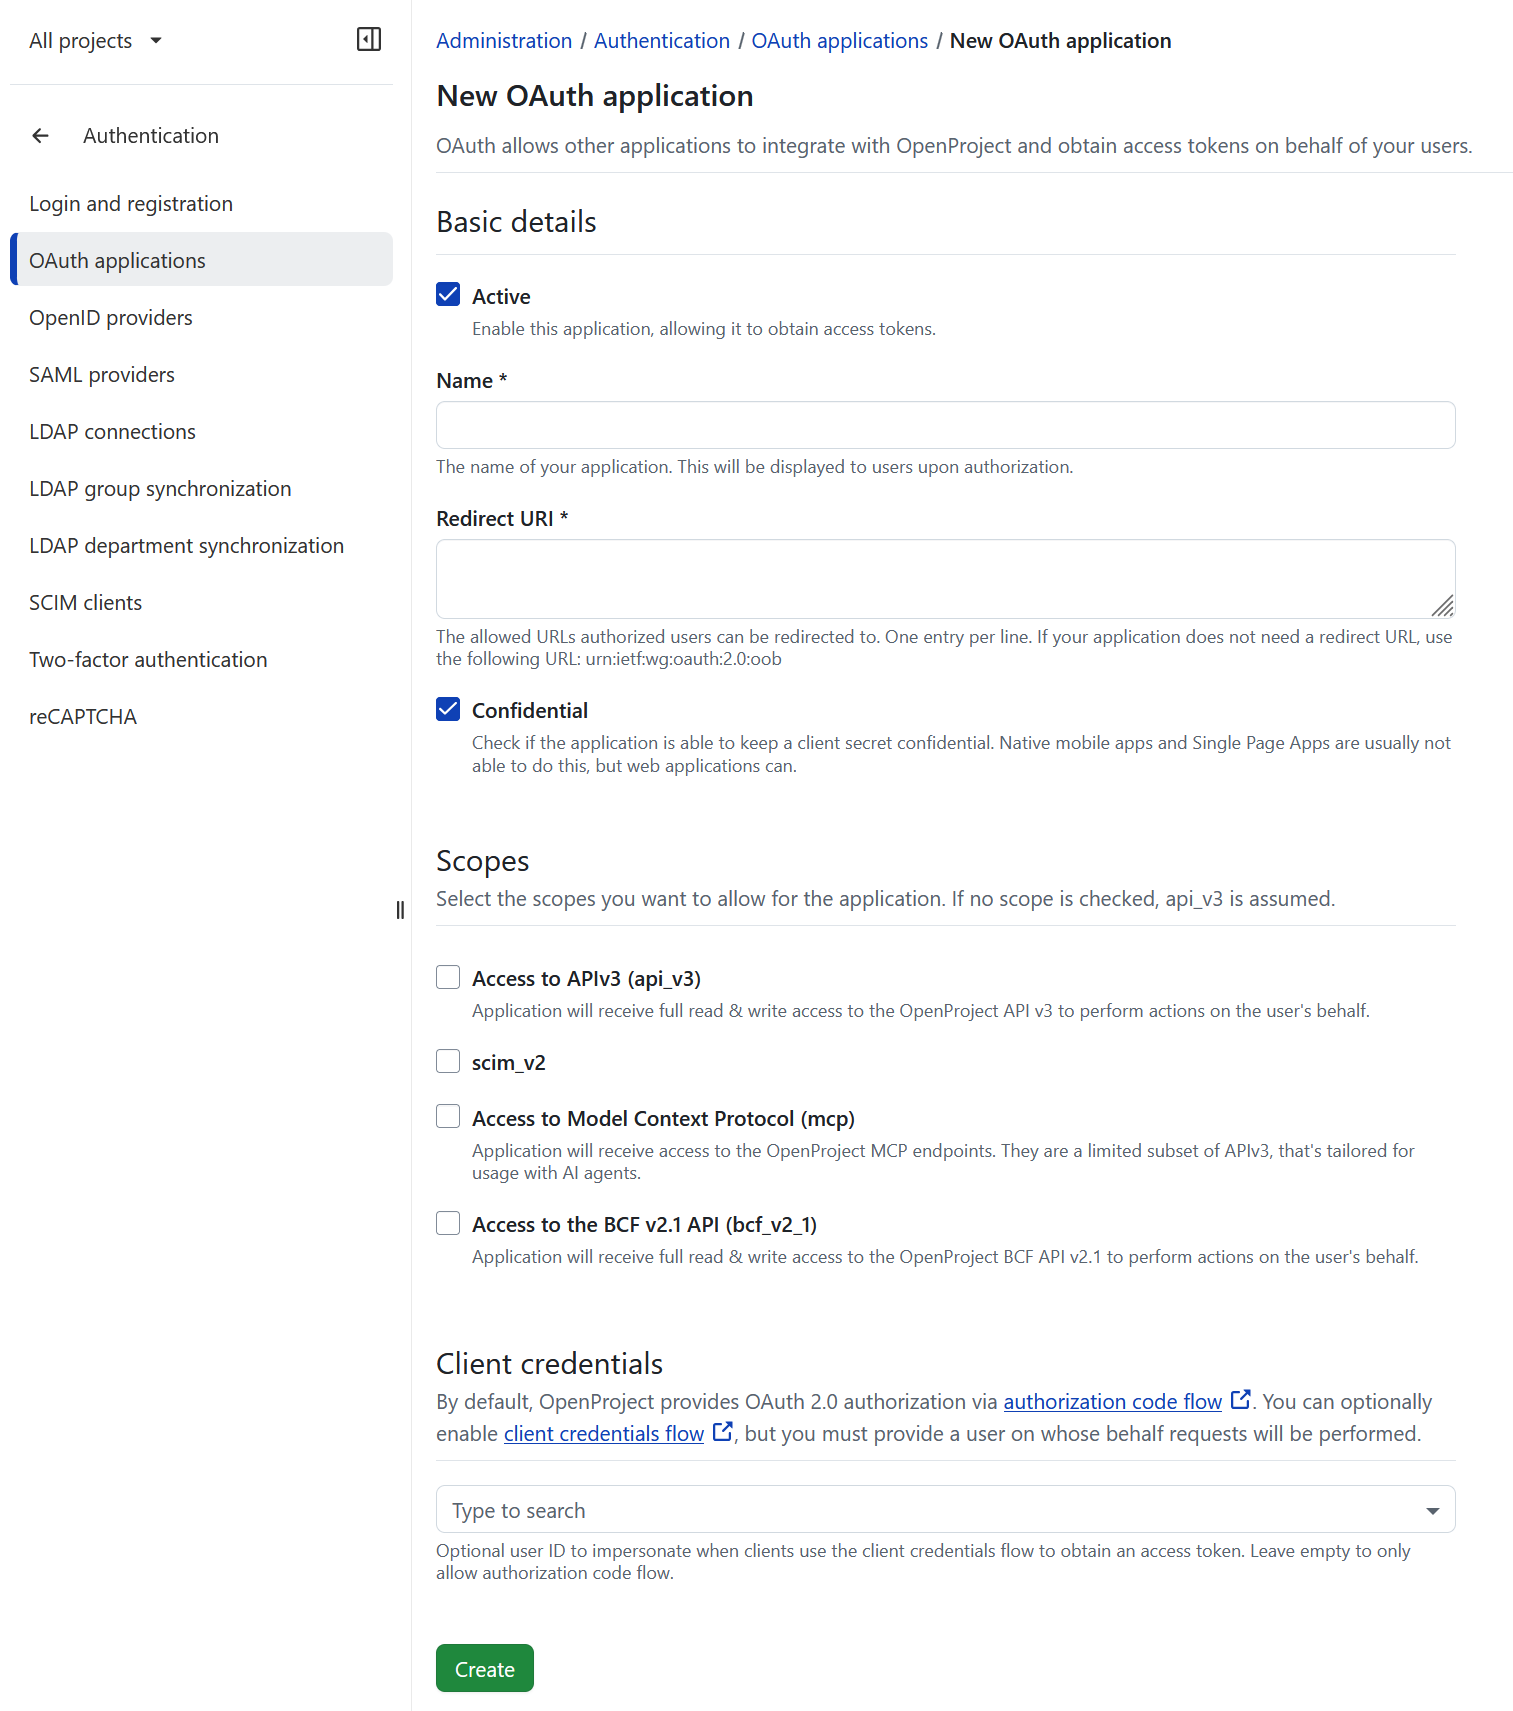 All projects
Authentication
Login and registration
OAuth applications
OpenID providers
SAML providers
LDAP connections
LDAP group synchronization
LDAP department synchronization
SCIM clients
Two-factor authentication
reCAPTCHA
Administration / Authentication / OAuth applications / New OAuth application
New OAuth application
OAuth allows other applications to integrate with OpenProject and obtain access tokens on behalf of your users.
Basic details
Active
Enable this application, allowing it to obtain access tokens.
Name *
The name of your application. This will be displayed to users upon authorization.
Redirect URI *
The allowed URLs authorized users can be redirected to. One entry per line. If your application does not need a redirect URL, use
the following URL: urn:ietf:wg:oauth:2.0:oob
Confidential
Check if the application is able to keep a client secret confidential. Native mobile apps and Single Page Apps are usually not
able to do this, but web applications can.
Scopes
Select the scopes you want to allow for the application. If no scope is checked, api_v3 is assumed.
Access to APIv3 (api_v3)
Application will receive full read & write access to the OpenProject API v3 to perform actions on the user's behalf.
scim_v2
Access to Model Context Protocol (mcp)
Application will receive access to the OpenProject MCP endpoints. They are a limited subset of APIv3, that's tailored for
usage with AI agents.
Access to the BCF v2.1 API (bcf_v2_1)
Application will receive full read & write access to the OpenProject BCF API v2.1 to perform actions on the user's behalf.
Client credentials
By default, OpenProject provides OAuth 2.0 authorization via authorization code flow. You can optionally
enable client credentials flow, but you must provide a user on whose behalf requests will be performed.
Type to search
Optional user ID to impersonate when clients use the client credentials flow to obtain an access token. Leave empty to only
allow authorization code flow.
Create